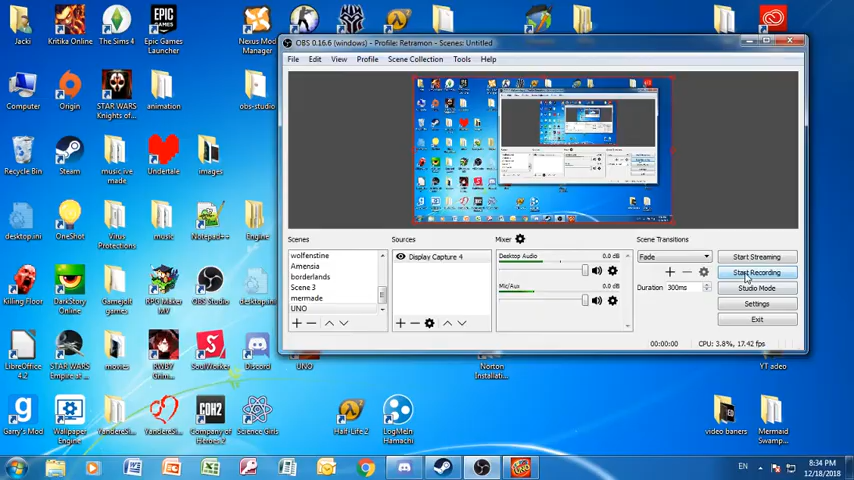 Jacki
Kritika Online
The Sims 4
Epic Games
Launcher
Nexus Mod
Manager
Computer
Origin
STAR WARS
Knights of...
animation
obs-studio
Recycle Bin
Steam
music ive
made
Undertale
images
desktop.ini
OneShot
Virus
Protections
music
Notepad++
Engine
Killing Floor
DarkStory
Online
Gamejolt
games
RPG Maker
MV
OBS Studio
desktop.ini
LibreOffice
4.2
STAR WARS
Empire at ...
movies
RWBY
Grim...
SoulWorker
Discord
UNO
Norton
Installati...
YT adeo
Garry's Mod
Wallpaper
Engine
YandereSi...
YandereSi...
Company of
Heroes 2
Science Girls
Half-Life 2
LogMeIn
Hamachi
video baners
Mermaid
Swamp...
OBS 0.16.6 (windows) - Profile: Retramon - Scenes: Untitled
File Edit View Profile Scene Collection Tools Help
Scenes
wolfenstine
Amensia
borderlands
Scene 3
mermade
UNO
Sources
Display Capture 4
Mixer
Desktop Audio 0.0 dB
Mic/Aux 0.0 dB
Scene Transitions
Fade
Duration 300ms
Start Streaming
Start Recording
Studio Mode
Settings
Exit
00:00:00 CPU: 3.8%, 17.42 fps
EN
8:34 PM
12/18/2018